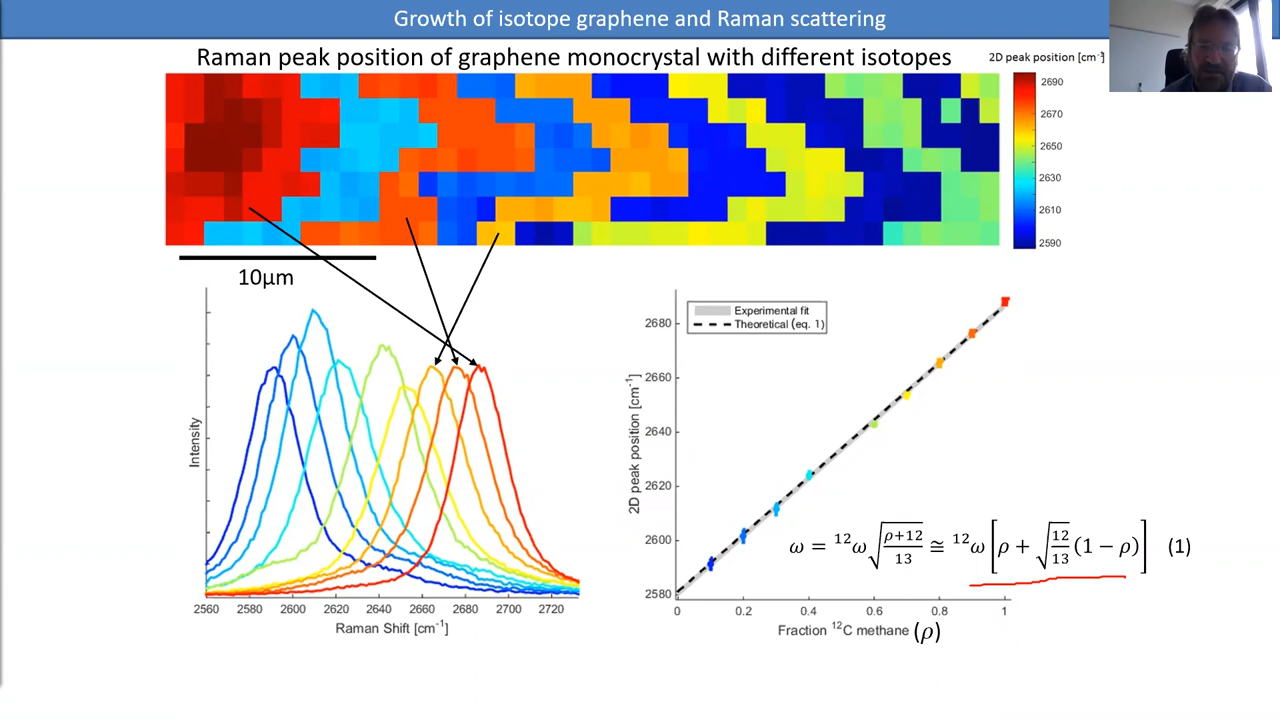 Growth of isotope graphene and Raman scattering
Raman peak position of graphene monocrystal with different isotopes
2D peak position [cm⁻¹]
2690
2670
2650
2630
2610
2590
10µm
Intensity
2560 2580 2600 2620 2640 2660 2680 2700 2720
Raman Shift [cm⁻¹]
Experimental fit
Theoretical (eq. 1)
2D peak position [cm⁻¹]
2680
2660
2640
2620
2600
2580
ω = ¹²ω√((ρ+12)/13) ≅ ¹²ω[ρ + √(12/13)(1 − ρ)] (1)
0 0.2 0.4 0.6 0.8 1
Fraction ¹²C methane (ρ)